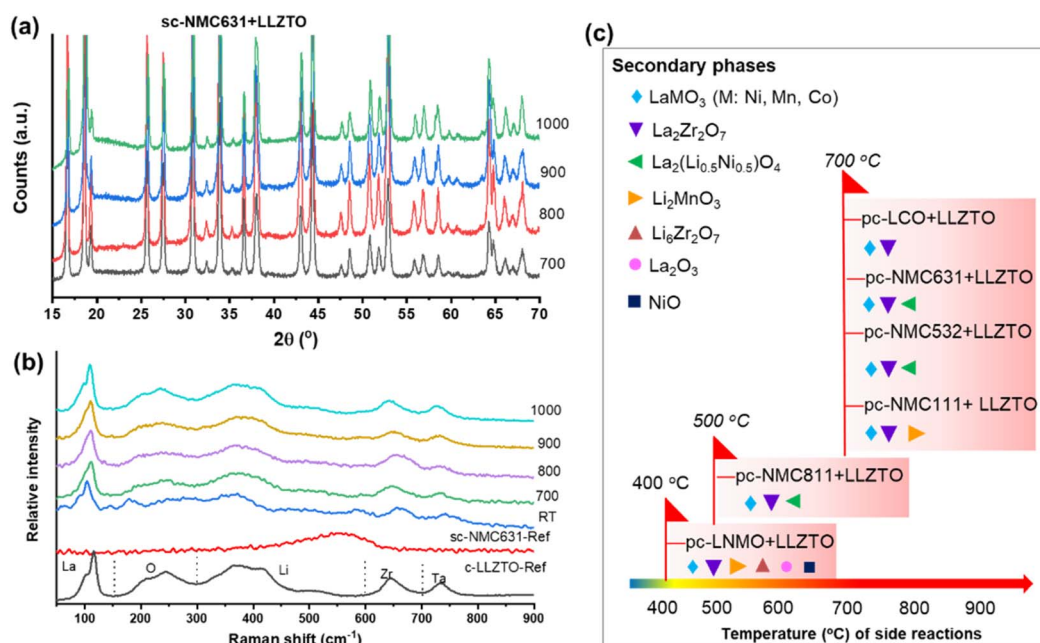 (a)
sc-NMC631+LLZTO
Counts (a.u.)
1000
900
800
700
15 20 25 30 35 40 45 50 55 60 65 70
2θ (°)
(b)
Relative intensity
1000
900
800
700
RT
sc-NMC631-Ref
c-LLZTO-Ref
La O Li Zr Ta
100 200 300 400 500 600 700 800 900
Raman shift (cm⁻¹)
(c)
Secondary phases
LaMO₃ (M: Ni, Mn, Co)
La₂Zr₂O₇
La₂(Li₀.₅Ni₀.₅)O₄
Li₂MnO₃
Li₆Zr₂O₇
La₂O₃
NiO
700 °C
pc-LCO+LLZTO
pc-NMC631+LLZTO
pc-NMC532+LLZTO
pc-NMC111+ LLZTO
500 °C
pc-NMC811+LLZTO
400 °C
pc-LNMO+LLZTO
400 500 600 700 800 900
Temperature (°C) of side reactions